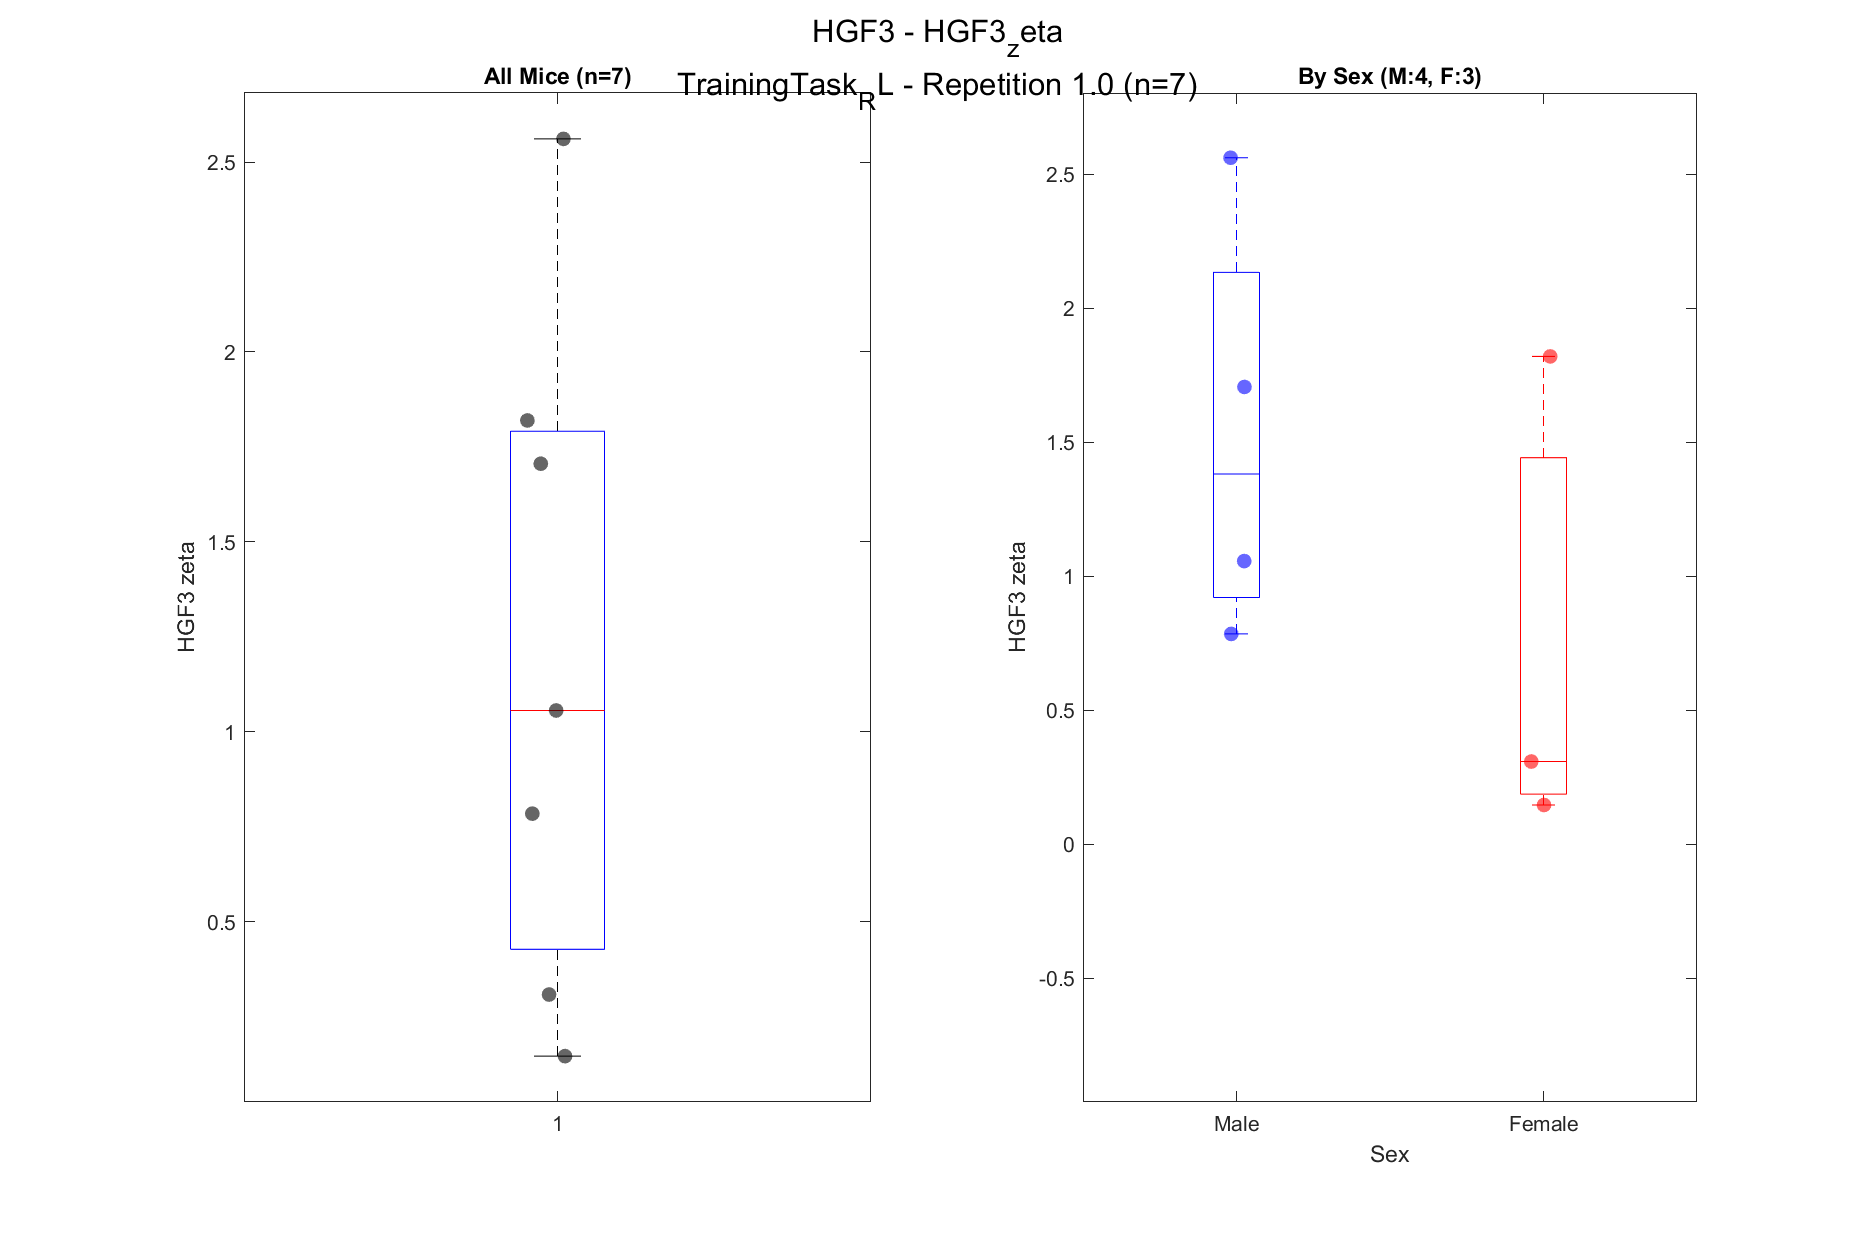 HGF3 - HGF3_zeta
TrainingTask_RL - Repetition 1.0 (n=7)
All Mice (n=7)
2.5
2
1.5
1
0.5
HGF3 zeta
1
By Sex (M:4, F:3)
2.5
2
1.5
1
0.5
0
-0.5
HGF3 zeta
Male
Female
Sex